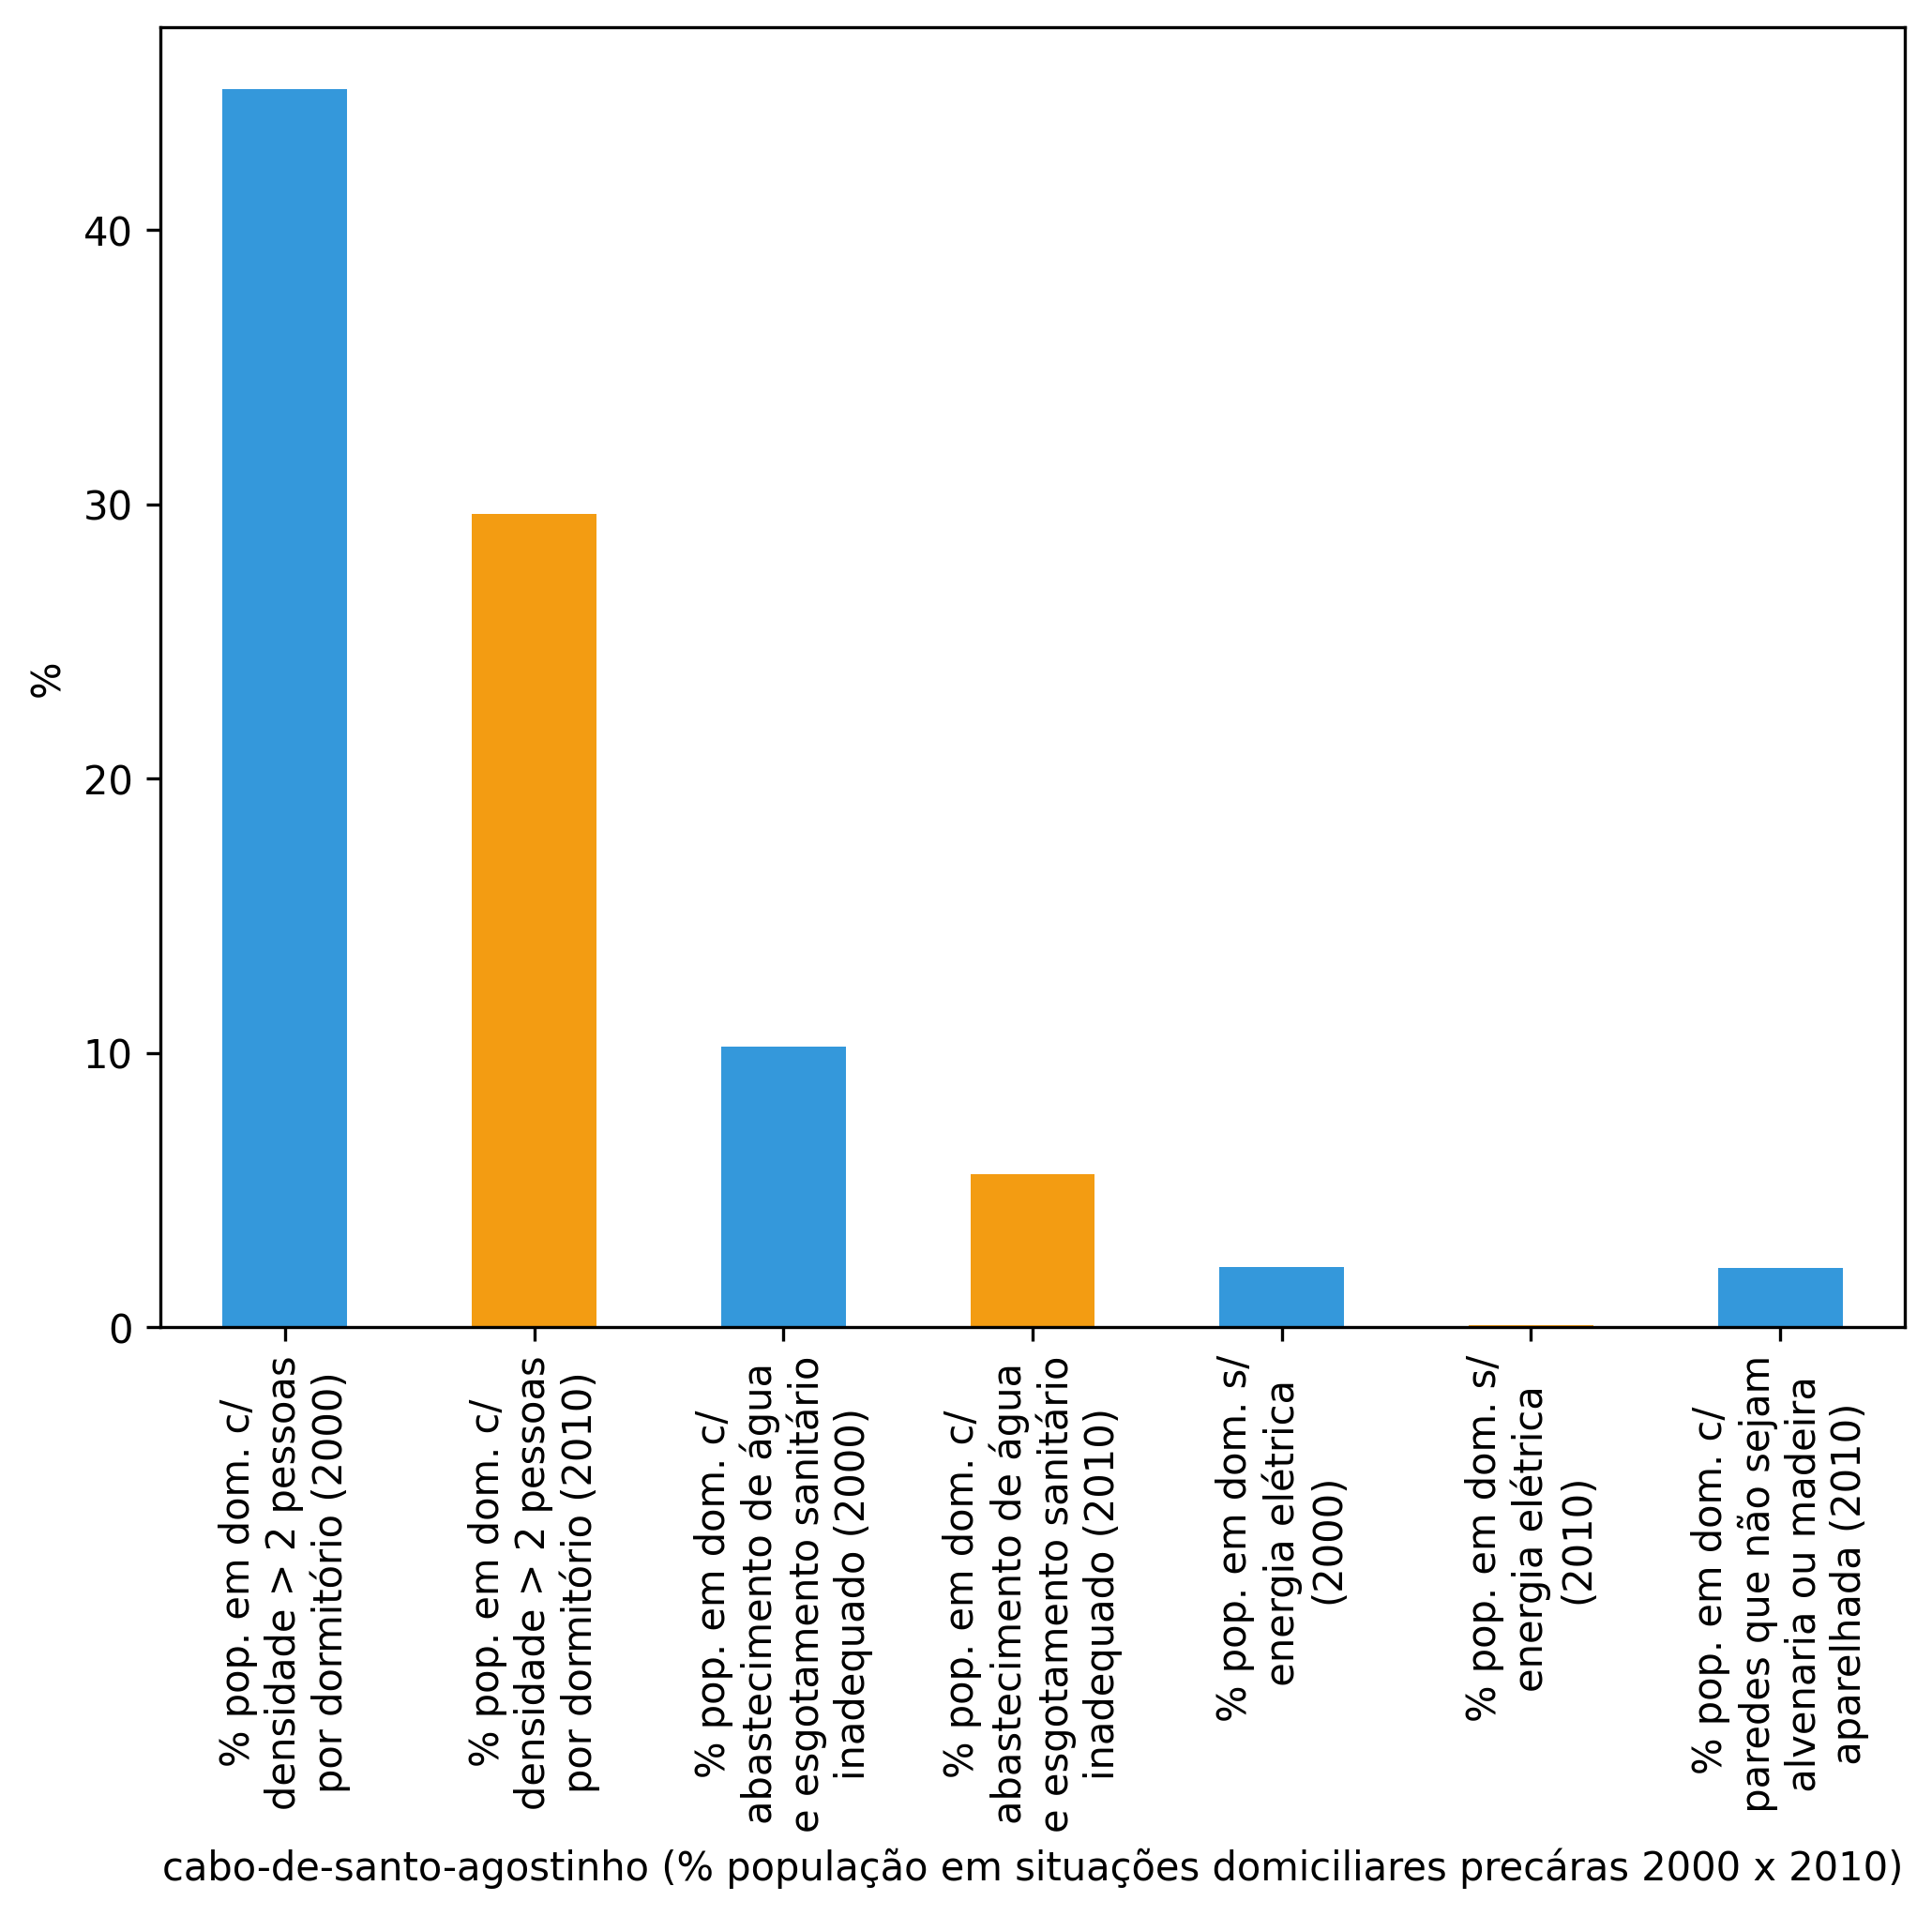 %
40
30
20
10
0
% pop. em dom. c/
densidade > 2 pessoas
por dormitório (2000)
% pop. em dom. c/
densidade > 2 pessoas
por dormitório (2010)
% pop. em dom. c/
abastecimento de água
e esgotamento sanitário
inadequado (2000)
% pop. em dom. c/
abastecimento de água
e esgotamento sanitário
inadequado (2010)
% pop. em dom. s/
energia elétrica
(2000)
% pop. em dom. s/
energia elétrica
(2010)
% pop. em dom. c/
paredes que não sejam
alvenaria ou madeira
aparelhada (2010)
cabo-de-santo-agostinho (% população em situações domiciliares precáras 2000 x 2010)